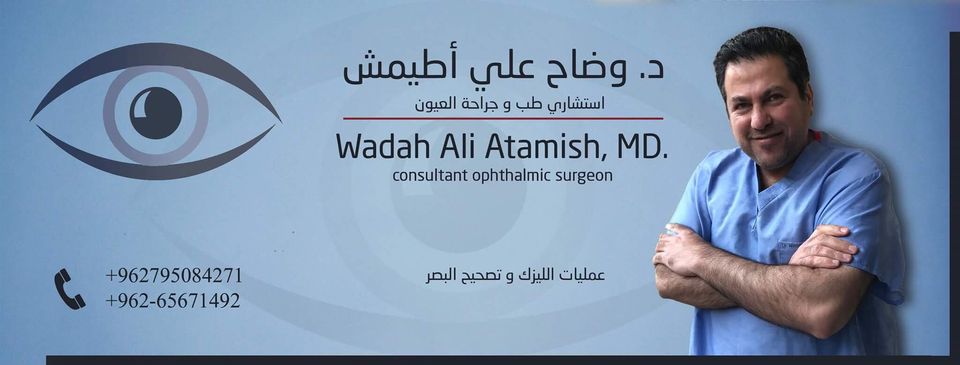 د. وضاح علي أطيمش
استشاري طب و جراحة العيون
Wadah Ali Atamish, MD.
consultant ophthalmic surgeon
عمليات الليزك و تصحيح البصر
+962795084271
+962-65671492